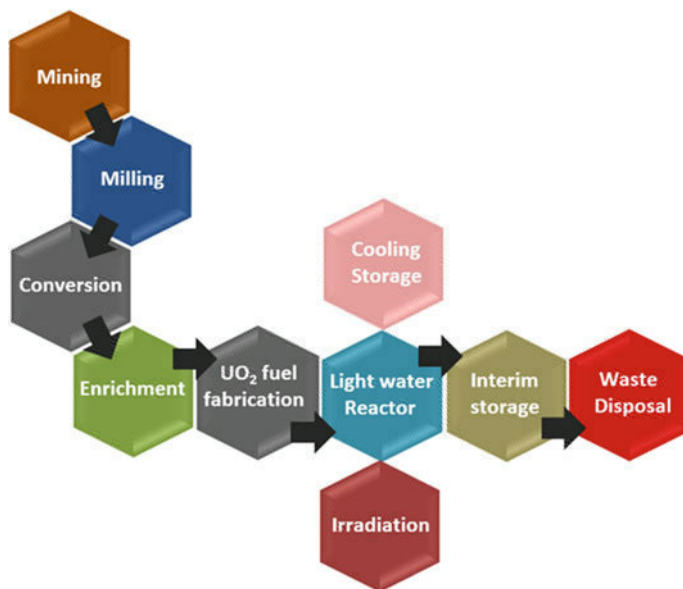 Mining
Milling
Conversion
Enrichment
UO₂ fuel
fabrication
Cooling
Storage
Light water
Reactor
Irradiation
Interim
storage
Waste
Disposal